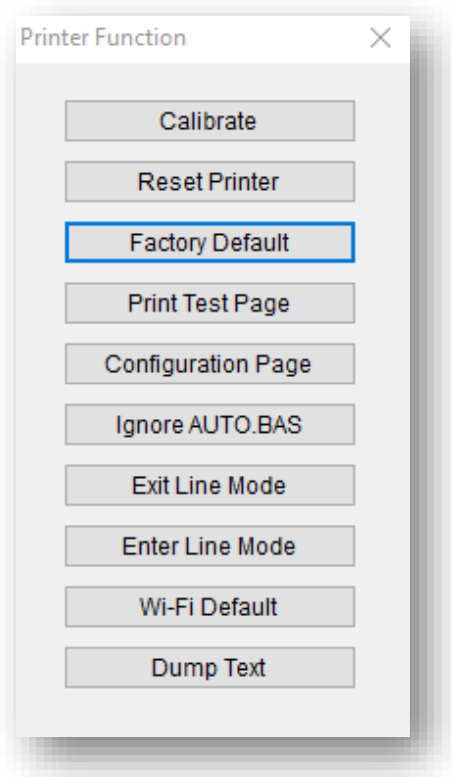 Printer Function
Calibrate
Reset Printer
Factory Default
Print Test Page
Configuration Page
Ignore AUTO.BAS
Exit Line Mode
Enter Line Mode
Wi-Fi Default
Dump Text